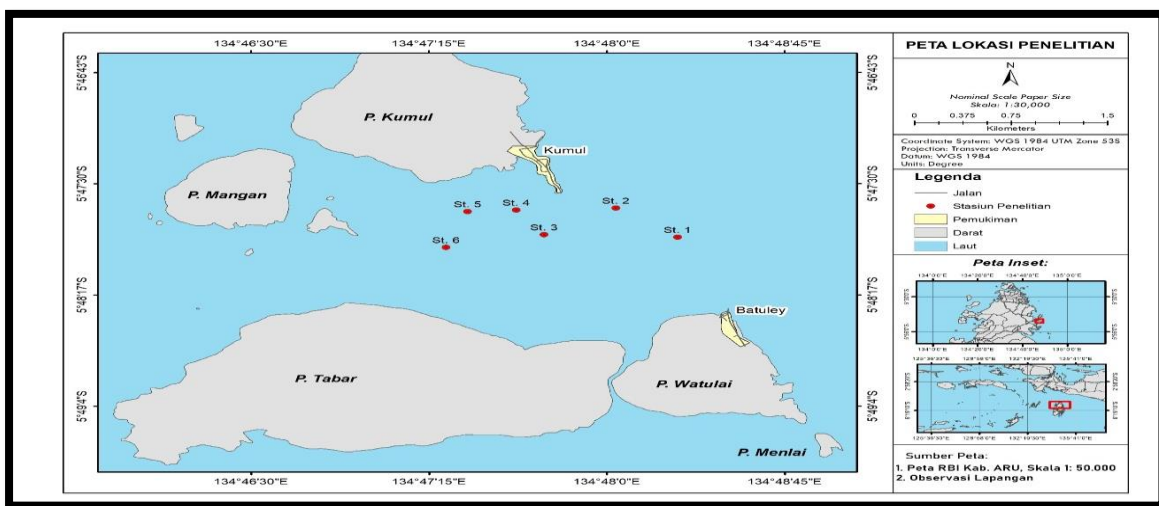 134°46'30"E 134°47'15"E 134°48'0"E 134°48'45"E
5°46'43"S 5°46'43"S
P. Kumul
Kumul
5°47'30"S 5°47'30"S
P. Mangan
St. 5 St. 4 St. 2
St. 6 St. 3 St. 1
5°48'17"S 5°48'17"S
Batuley
P. Tabar
P. Watulai
5°49'4"S 5°49'4"S
P. Menlai
134°46'30"E 134°47'15"E 134°48'0"E 134°48'45"E
PETA LOKASI PENELITIAN
N
Nominal Scale Paper Size
Skala: 1:30,000
0 0.375 0.75 1.5
Kilometers
Coordinate System: WGS 1984 UTM Zone 53S
Projection: Transverse Mercator
Datum: WGS 1984
Units: Degree
Legenda
Jalan
Stasiun Penelitian
Pemukiman
Darat
Laut
Peta Inset:
Sumber Peta:
1. Peta RBI Kab. ARU, Skala 1: 50.000
2. Observasi Lapangan